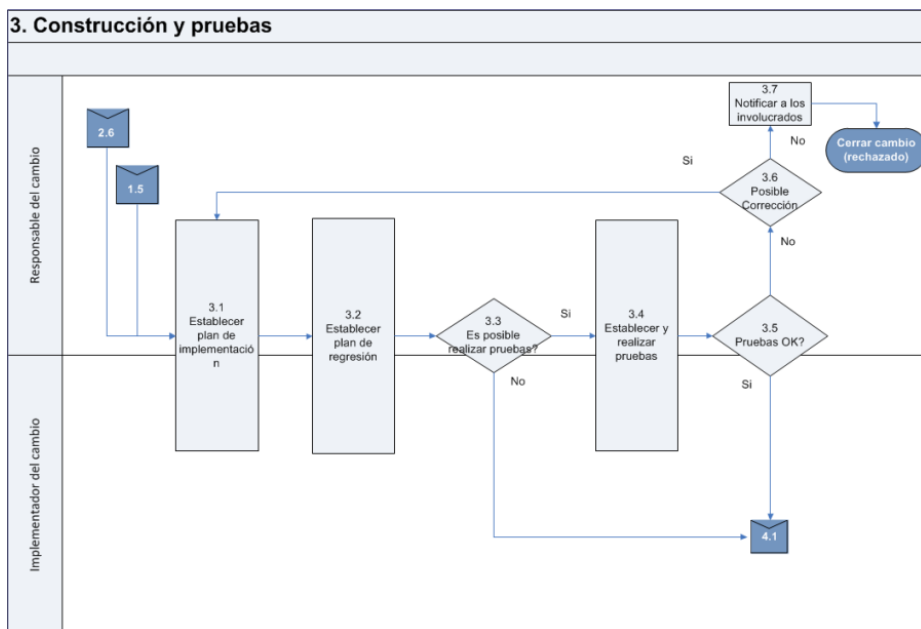 3. Construcción y pruebas
Responsable del cambio
Implementador del cambio
2.6
1.5
3.1
Establecer
plan de
implementació
n
3.2
Establecer
plan de
regresión
3.3
Es posible
realizar pruebas?
Si
No
3.4
Establecer y
realizar
pruebas
3.5
Pruebas OK?
Si
No
3.6
Posible
Corrección
Si
No
3.7
Notificar a los
involucrados
Cerrar cambio
(rechazado)
4.1